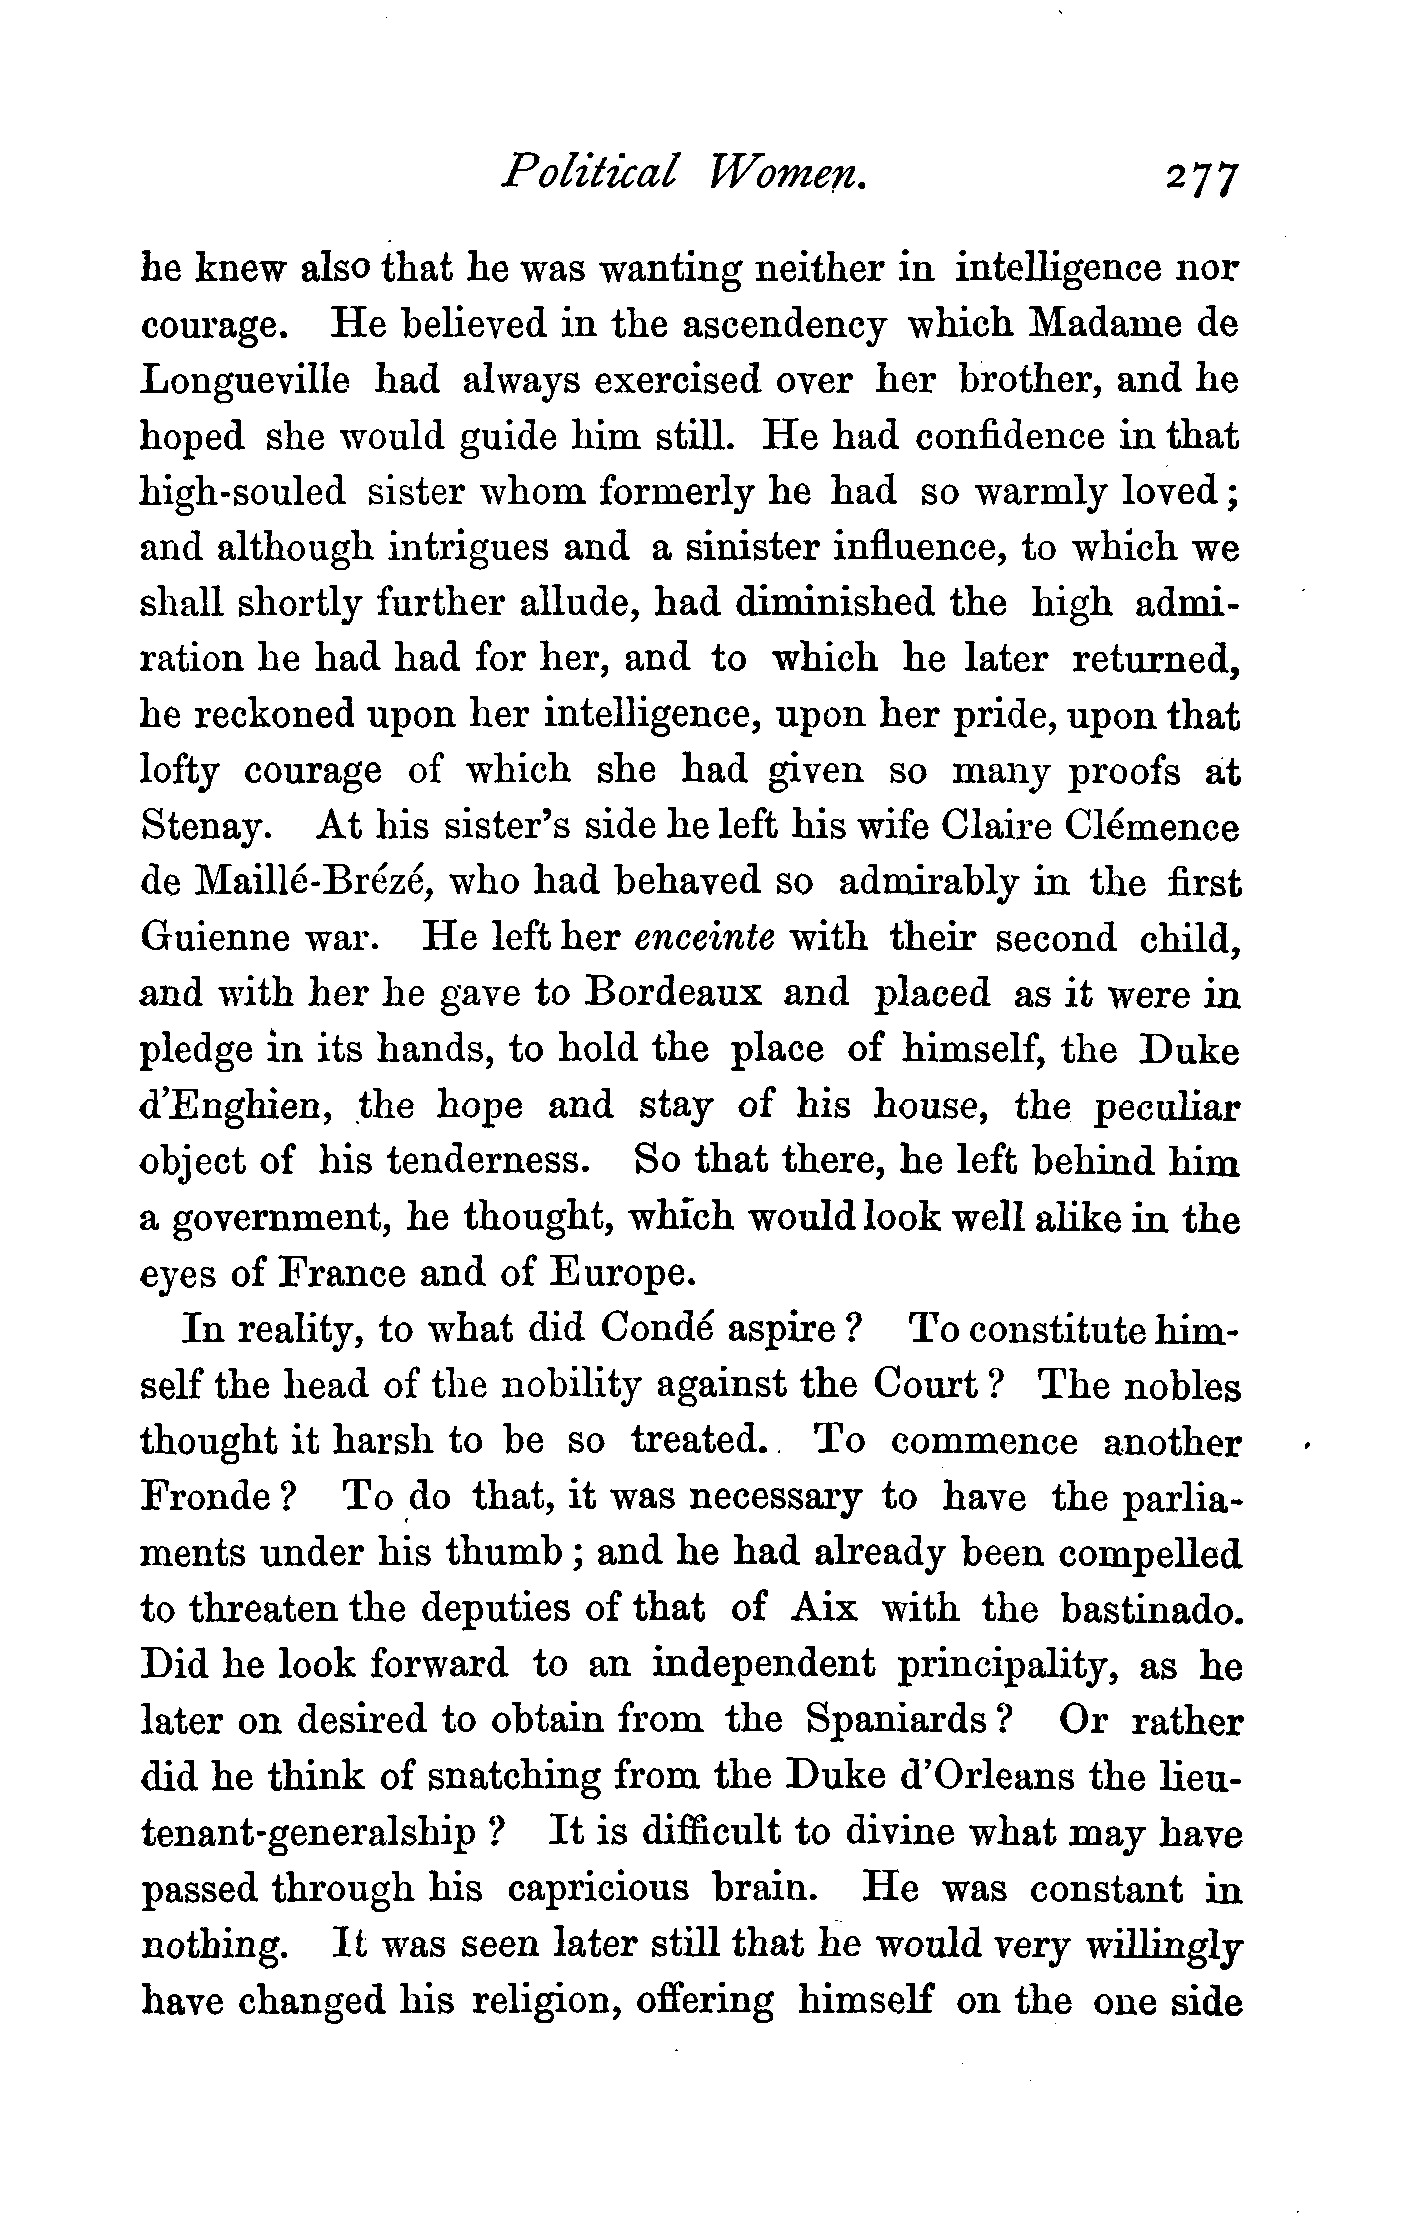 Political Women. 277
he knew also that he was wanting neither in intelligence nor
courage. He believed in the ascendency which Madame de
Longueville had always exercised over her brother, and he
hoped she would guide him still. He had confidence in that
high-souled sister whom formerly he had so warmly loved;
and although intrigues and a sinister influence, to which we
shall shortly further allude, had diminished the high admi-
ration he had had for her, and to which he later returned,
he reckoned upon her intelligence, upon her pride, upon that
lofty courage of which she had given so many proofs at
Stenay. At his sister's side he left his wife Claire Clémence
de Maillé-Brézé, who had behaved so admirably in the first
Guienne war. He left her enceinte with their second child,
and with her he gave to Bordeaux and placed as it were in
pledge in its hands, to hold the place of himself, the Duke
d'Enghien, the hope and stay of his house, the peculiar
object of his tenderness. So that there, he left behind him
a government, he thought, which would look well alike in the
eyes of France and of Europe.
In reality, to what did Condé aspire? To constitute him-
self the head of the nobility against the Court? The nobles
thought it harsh to be so treated. To commence another
Fronde? To do that, it was necessary to have the parlia-
ments under his thumb; and he had already been compelled
to threaten the deputies of that of Aix with the bastinado.
Did he look forward to an independent principality, as he
later on desired to obtain from the Spaniards? Or rather
did he think of snatching from the Duke d'Orleans the lieu-
tenant-generalship? It is difficult to divine what may have
passed through his capricious brain. He was constant in
nothing. It was seen later still that he would very willingly
have changed his religion, offering himself on the one side